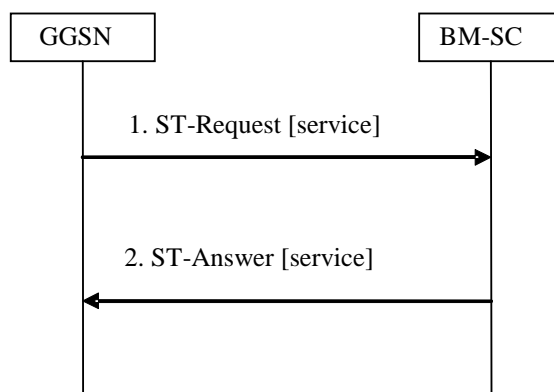 GGSN
BM-SC
1. ST-Request [service]
2. ST-Answer [service]